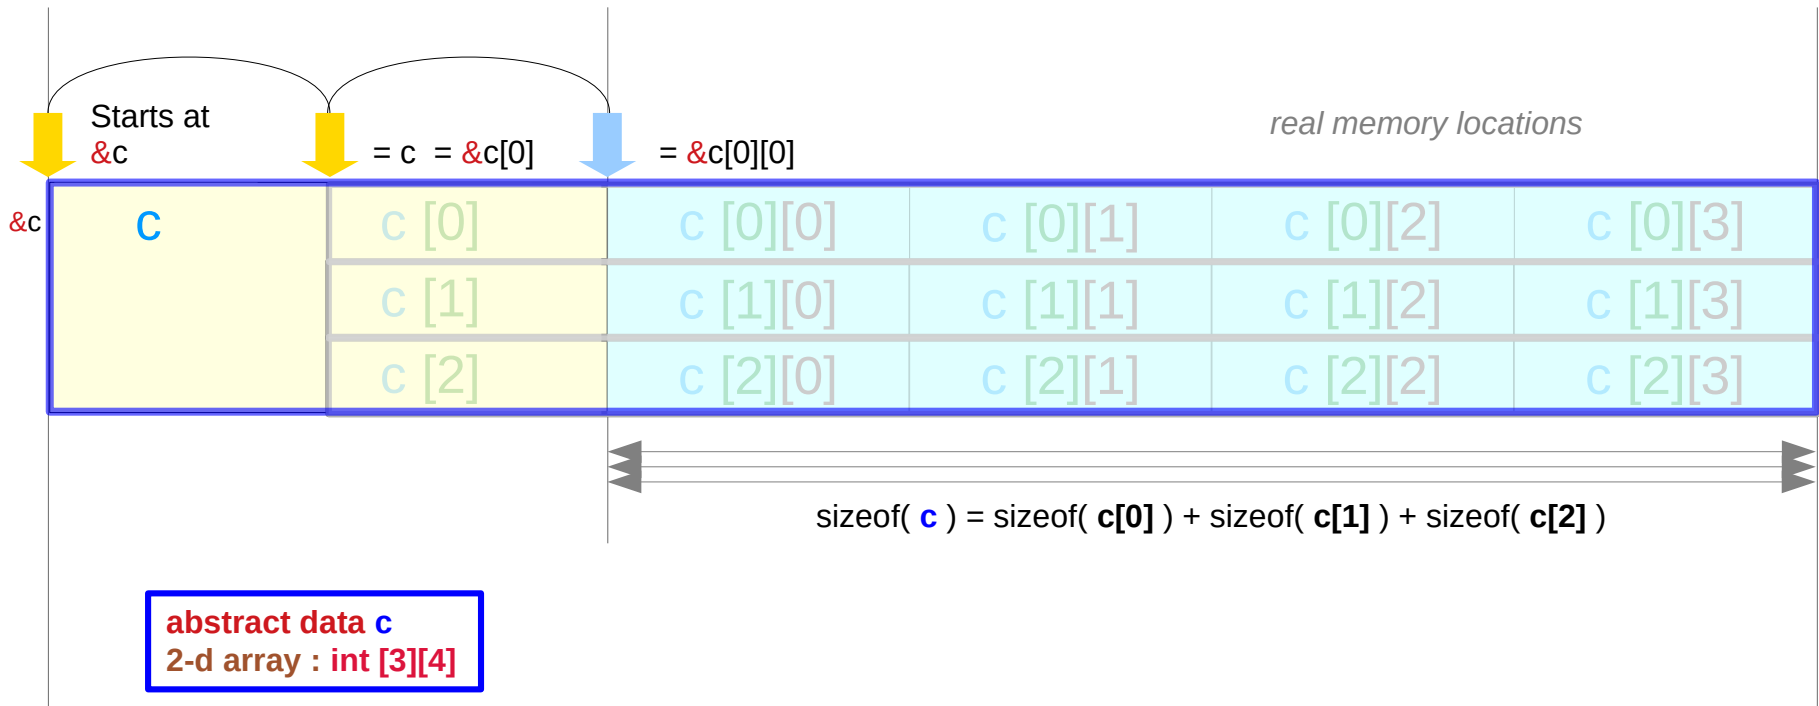 Starts at
&c
= c = &c[0]
= &c[0][0]
real memory locations
&c
c
c [0]
c [0][0]
c [0][1]
c [0][2]
c [0][3]
c [1]
c [1][0]
c [1][1]
c [1][2]
c [1][3]
c [2]
c [2][0]
c [2][1]
c [2][2]
c [2][3]
sizeof( c ) = sizeof( c[0] ) + sizeof( c[1] ) + sizeof( c[2] )
abstract data c
2-d array : int [3][4]